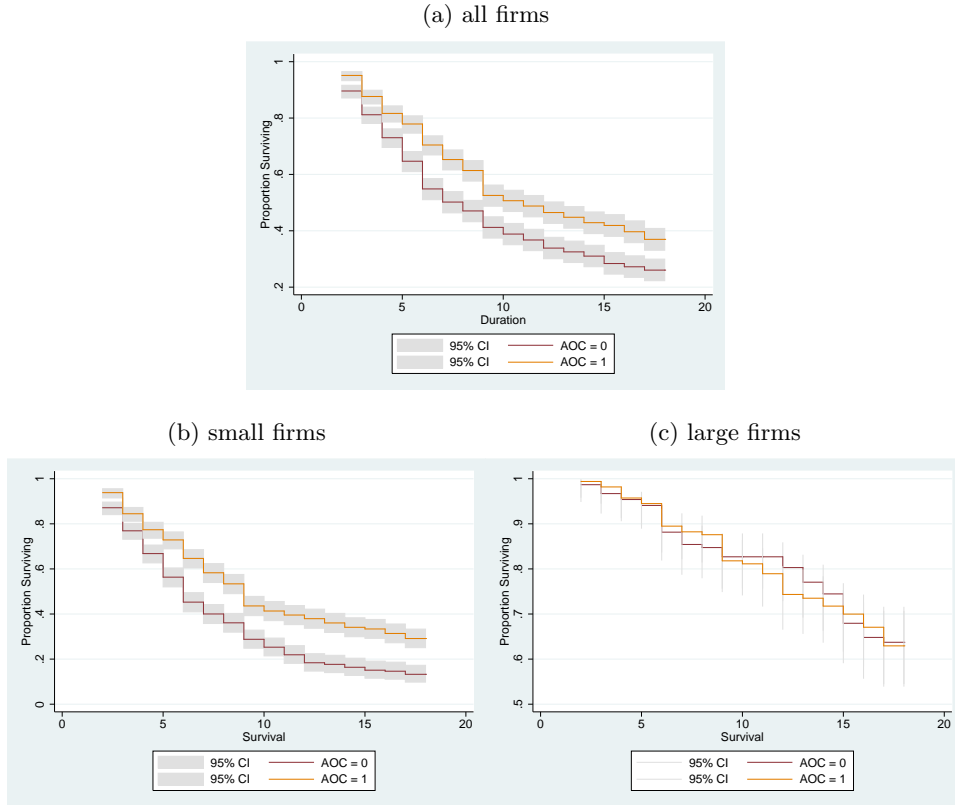 (a) all firms
Proportion Surviving
1
.8
.6
.4
.2
0 5 10 15 20
Duration
95% CI AOC = 0
95% CI AOC = 1
(b) small firms
Proportion Surviving
1
.8
.6
.4
.2
0
0 5 10 15 20
Survival
95% CI AOC = 0
95% CI AOC = 1
(c) large firms
Proportion Surviving
1
.9
.8
.7
.6
.5
0 5 10 15 20
Survival
95% CI AOC = 0
95% CI AOC = 1